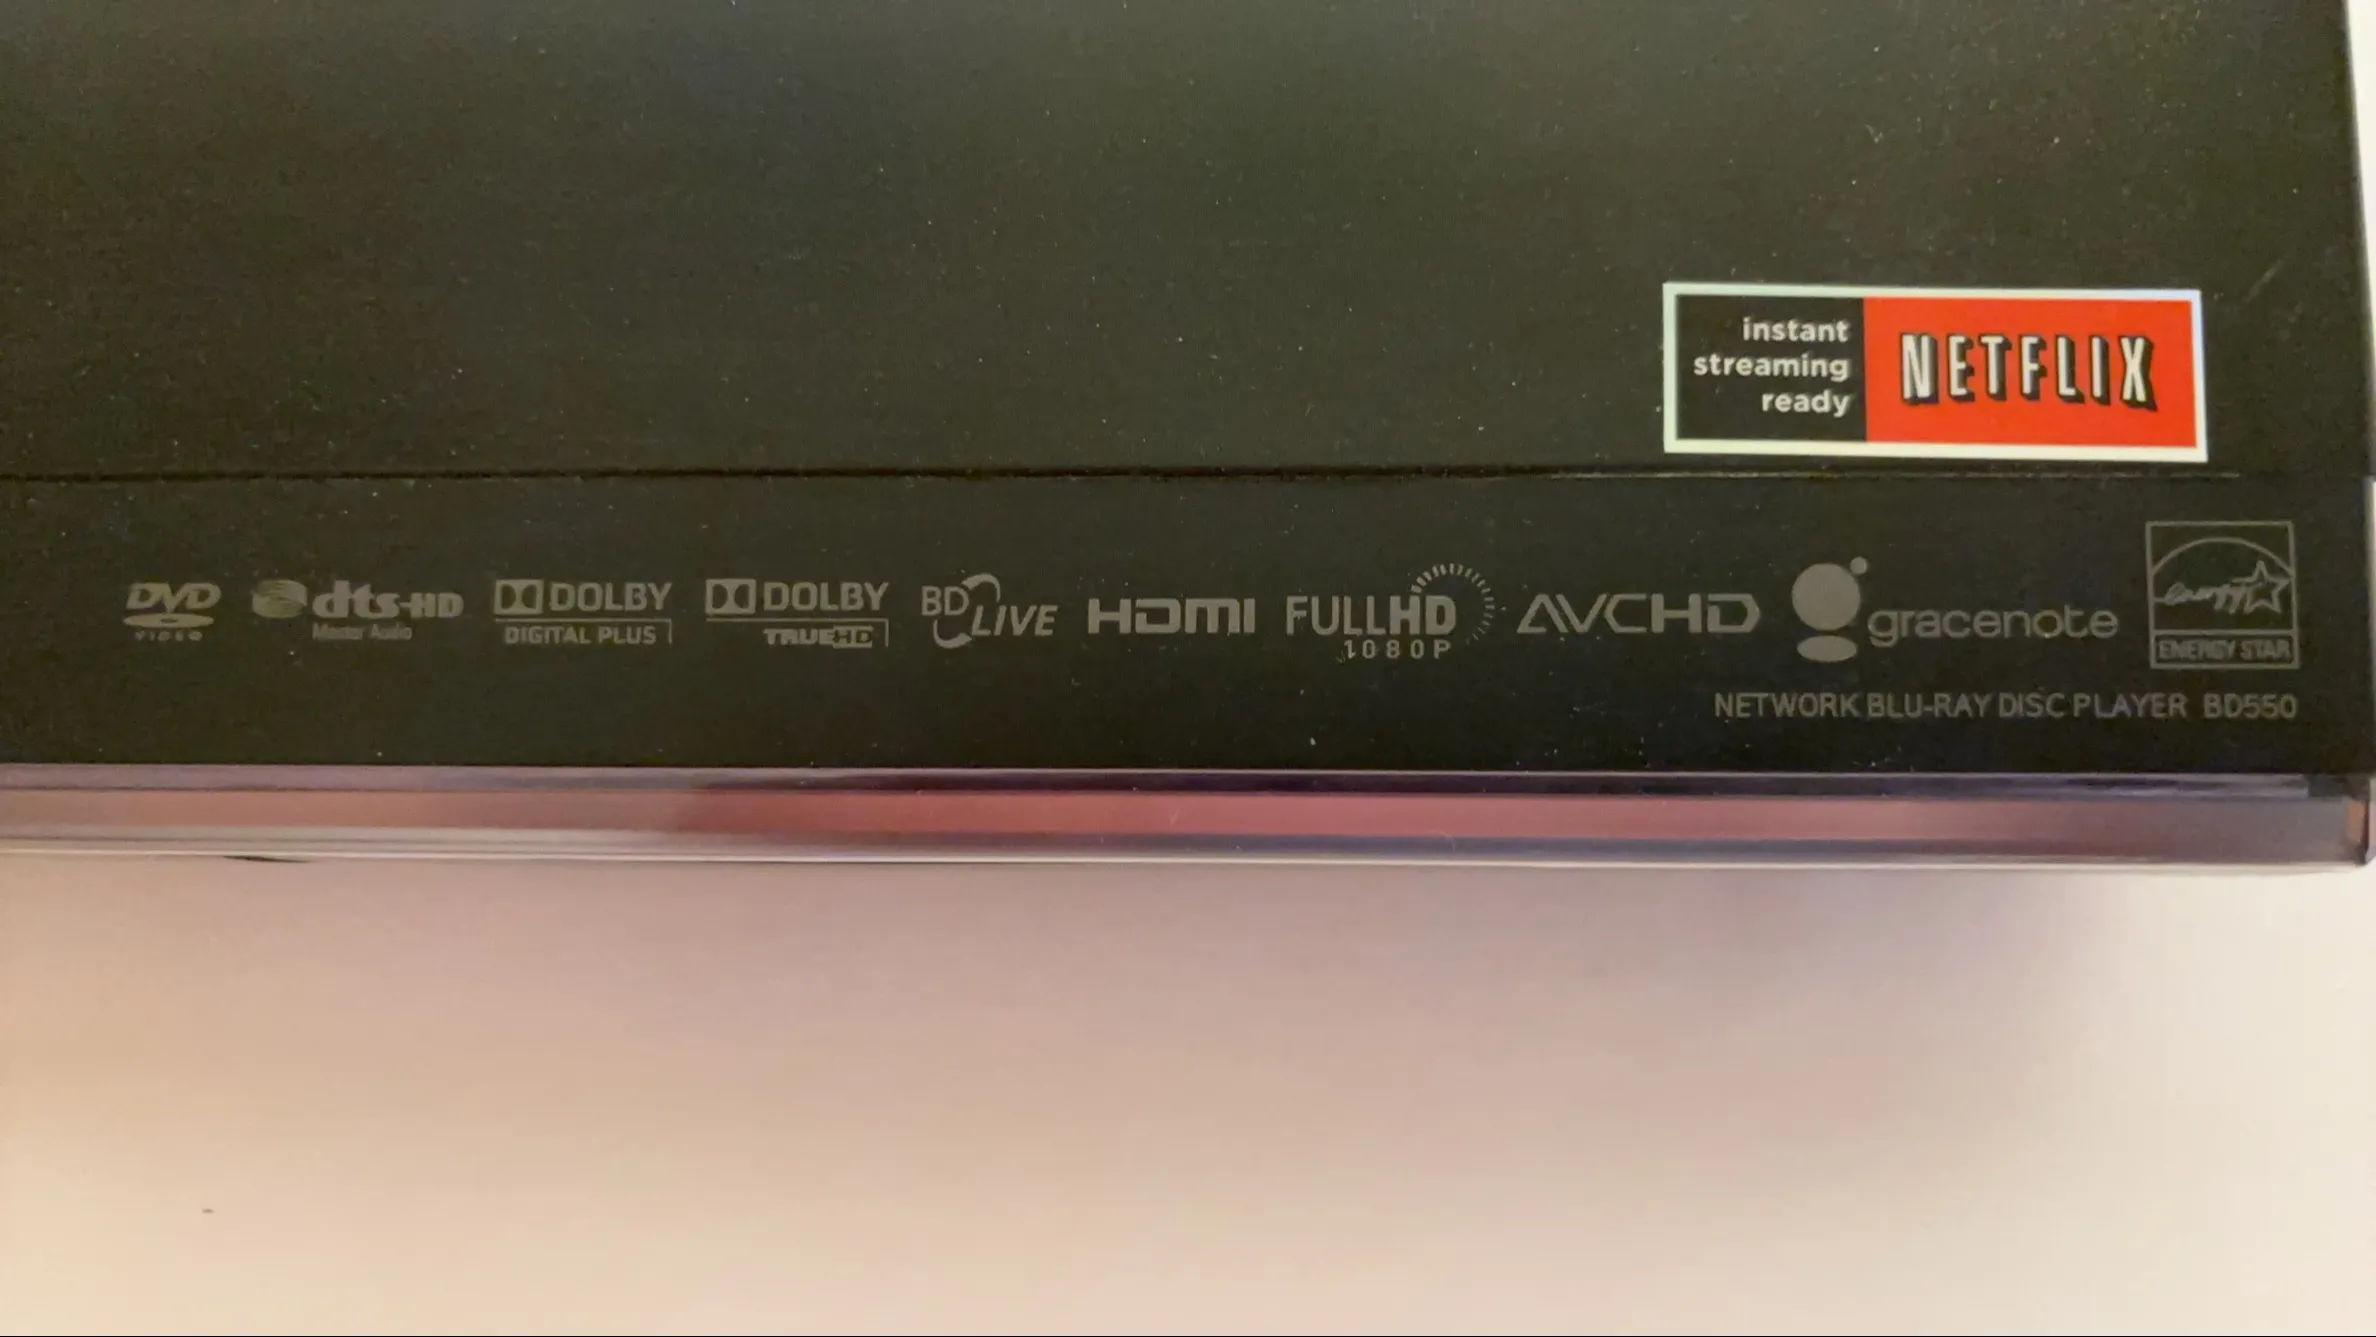 instant
streaming
ready
NETFLIX
DVD
VIDEO
dts-HD
Master Audio
DOLBY
DIGITAL PLUS
DOLBY
TRUEHD
BD LIVE
HDMI
FULLHD
1080P
AVCHD
gracenote
energy
ENERGY STAR
NETWORK BLU-RAY DISC PLAYER BD550